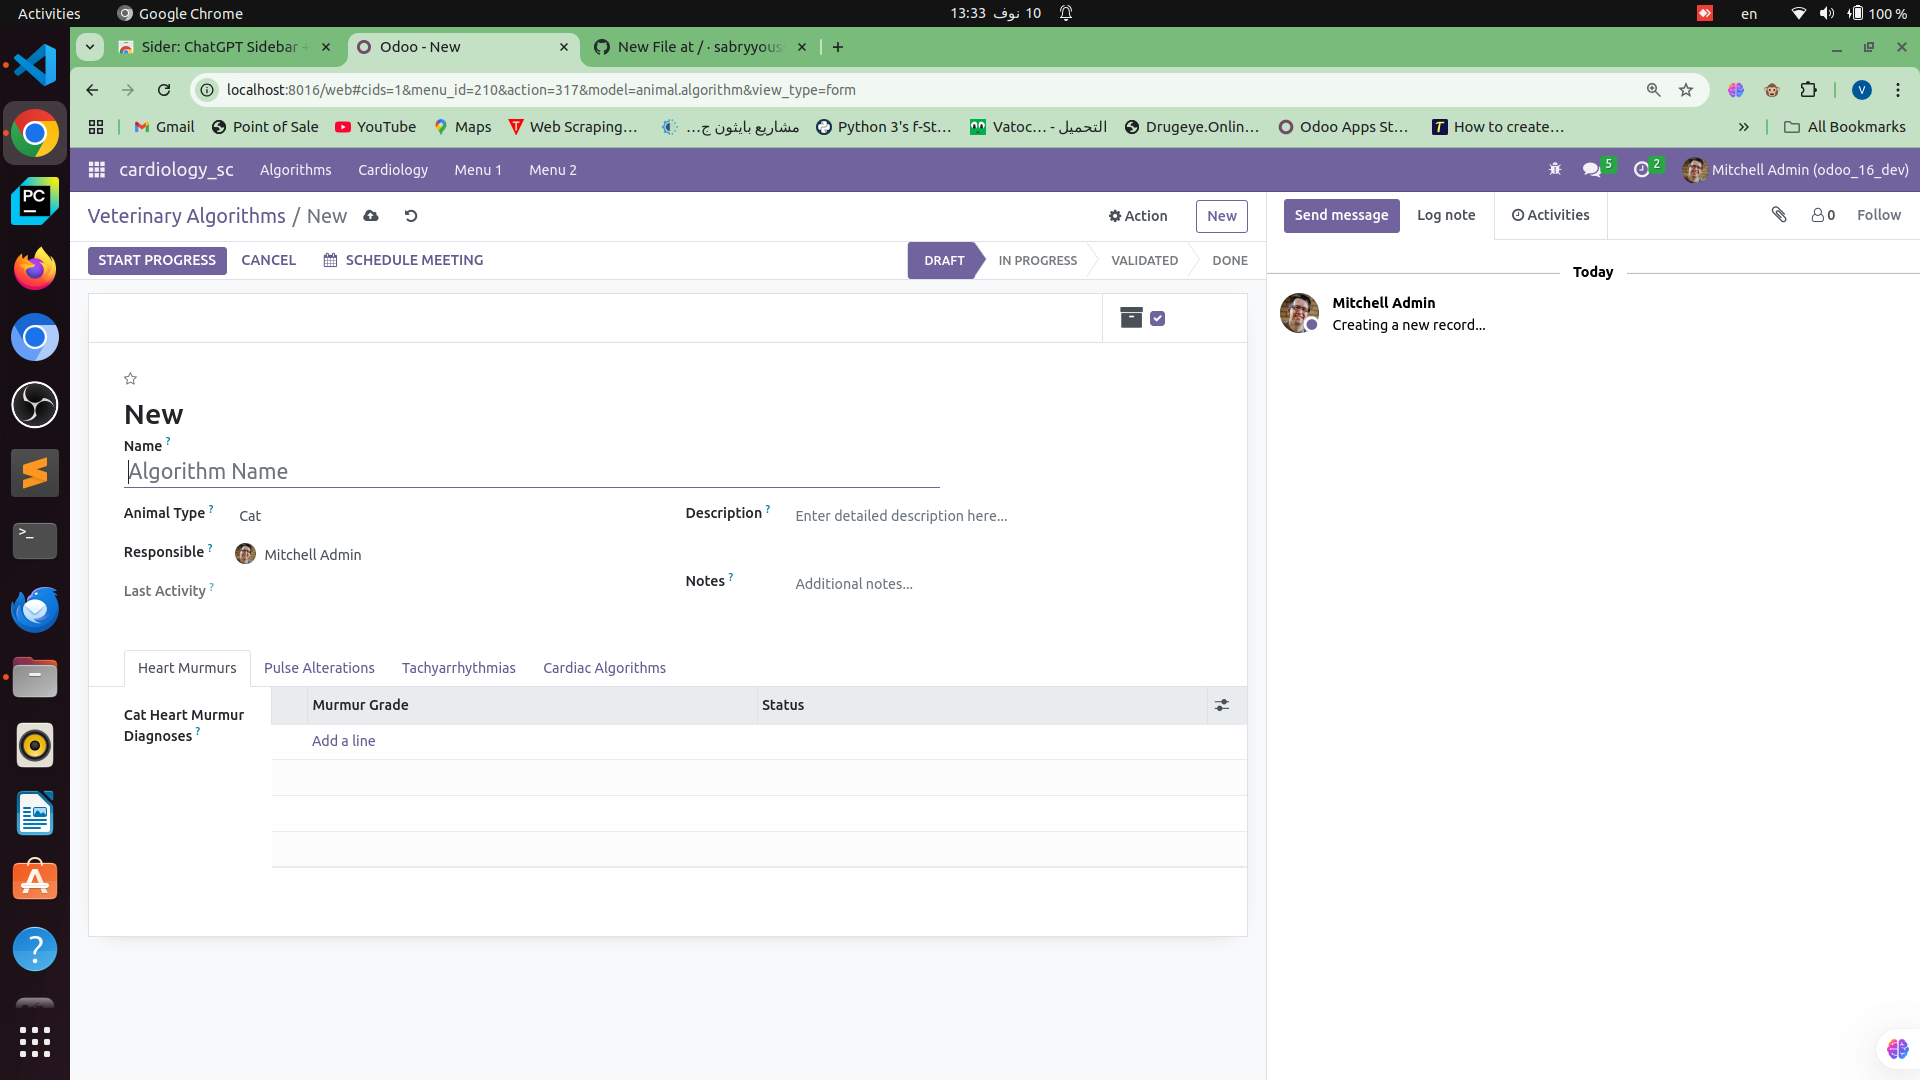 Activities
Google Chrome
10 نوف 13:33
en
100 %
Sider: ChatGPT Sidebar
Odoo - New
New File at / · sabryyous
localhost:8016/web#cids=1&menu_id=210&action=317&model=animal.algorithm&view_type=form
V
Gmail
Point of Sale
YouTube
Maps
Web Scraping...
مشاريع بايثون ج...
Python 3's f-St...
Vatoc... - التحميل
Drugeye.Onlin...
Odoo Apps St...
How to create...
All Bookmarks
cardiology_sc
Algorithms
Cardiology
Menu 1
Menu 2
5
2
Mitchell Admin (odoo_16_dev)
Veterinary Algorithms / New
Action
New
Send message
Log note
Activities
0
Follow
START PROGRESS
CANCEL
SCHEDULE MEETING
DRAFT
IN PROGRESS
VALIDATED
DONE
Today
Mitchell Admin
Creating a new record...
New
Name ?
Algorithm Name
Animal Type ?
Cat
Description ?
Enter detailed description here...
Responsible ?
Mitchell Admin
Last Activity ?
Notes ?
Additional notes...
Heart Murmurs
Pulse Alterations
Tachyarrhythmias
Cardiac Algorithms
Cat Heart Murmur
Diagnoses ?
Murmur Grade
Status
Add a line